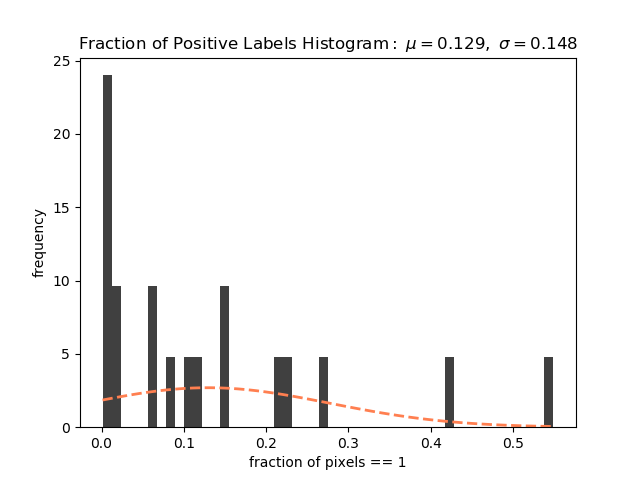 Fraction of Positive Labels Histogram: μ = 0.129, σ = 0.148
25
20
15
10
5
0
frequency
0.0 0.1 0.2 0.3 0.4 0.5
fraction of pixels == 1